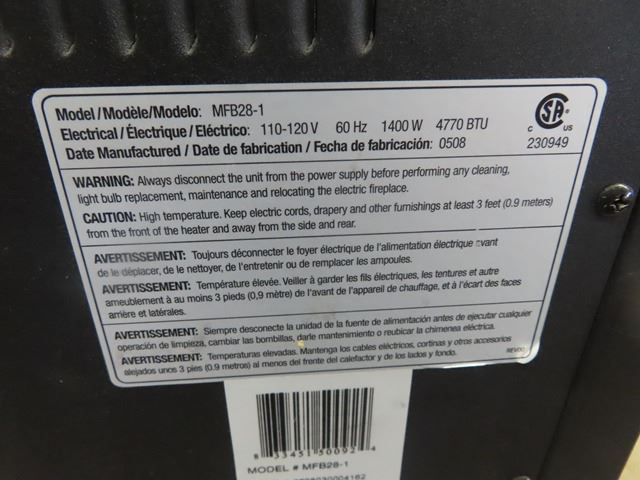 Model / Modèle/Modelo: MFB28-1
Electrical / Électrique / Eléctrico: 110-120 V 60 Hz 1400 W 4770 BTU
Date Manufactured / Date de fabrication / Fecha de fabricación: 0508
CSA
C US
230949
WARNING: Always disconnect the unit from the power supply before performing any cleaning,
light bulb replacement, maintenance and relocating the electric fireplace.
CAUTION: High temperature. Keep electric cords, drapery and other furnishings at least 3 feet (0.9 meters)
from the front of the heater and away from the side and rear.
AVERTISSEMENT: Toujours déconnecter le foyer électrique de l'alimentation électrique avant
de le déplacer, de le nettoyer, de l'entretenir ou de remplacer les ampoules.
AVERTISSEMENT: Température élevée. Veiller à garder les fils électriques, les tentures et autre
ameublement à au moins 3 pieds (0,9 mètre) de l'avant de l'appareil de chauffage, et à l'écart des faces
arrière et latérales.
AVERTISSEMENT: Siempre desconecte la unidad de la fuente de alimentación antes de ejecutar cualquier
operación de limpieza, cambiar las bombillas, darle mantenimiento o reubicar la chimenea eléctrica.
AVERTISSEMENT: Temperaturas elevadas. Mantenga los cables eléctricos, cortinas y otros accesorios
alejados unos 3 pies (0.9 metros) al menos del frente del calefactor y de los lados y fondo.
8 33451 50092 4
MODEL # MFB28-1